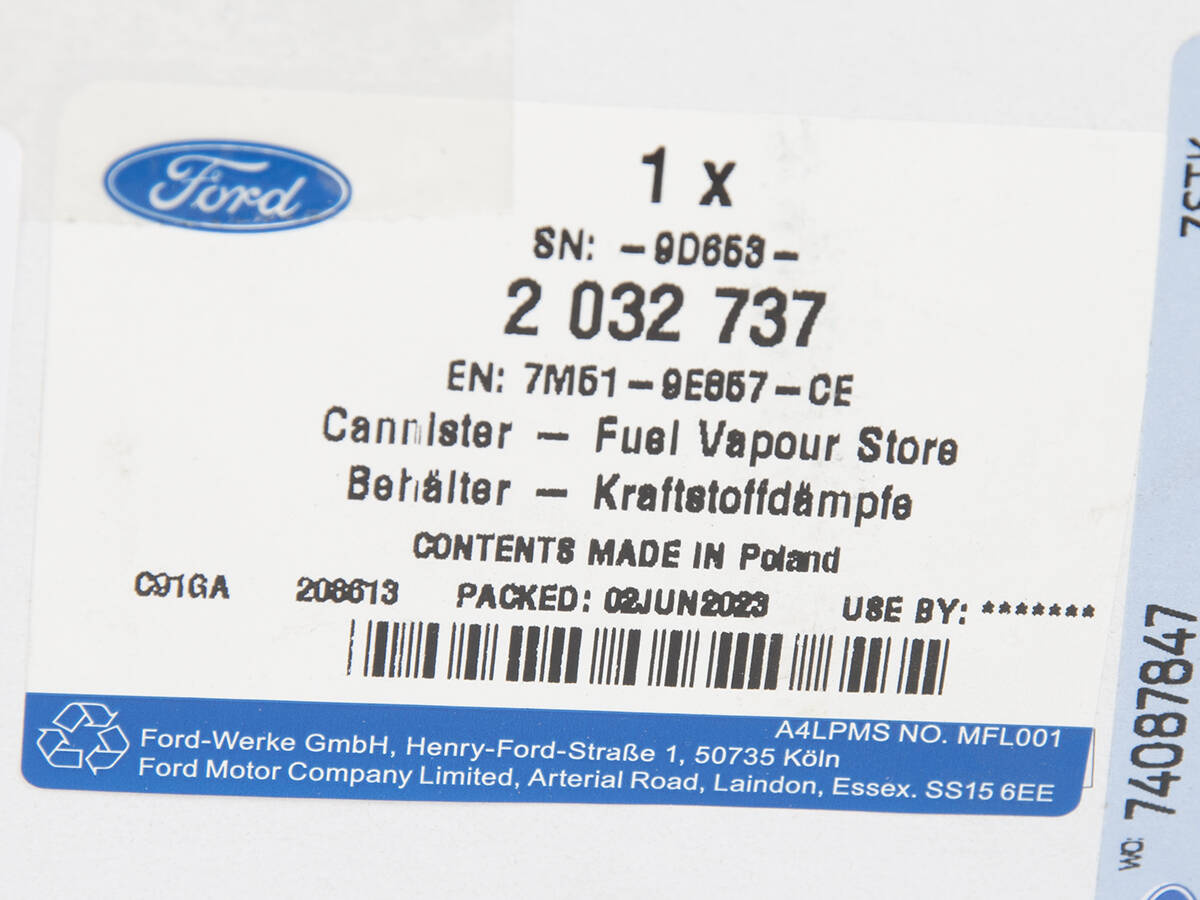 Ford
1 x
SN: -9D653-
2 032 737
EN: 7M51-9E857-CE
Cannister - Fuel Vapour Store
Behälter - Kraftstoffdämpfe
CONTENTS MADE IN Poland
C91GA 208613 PACKED: 02JUN2023 USE BY: *******
A4LPMS NO. MFL001
Ford-Werke GmbH, Henry-Ford-Straße 1, 50735 Köln
Ford Motor Company Limited, Arterial Road, Laindon, Essex. SS15 6EE
WO: 74087847